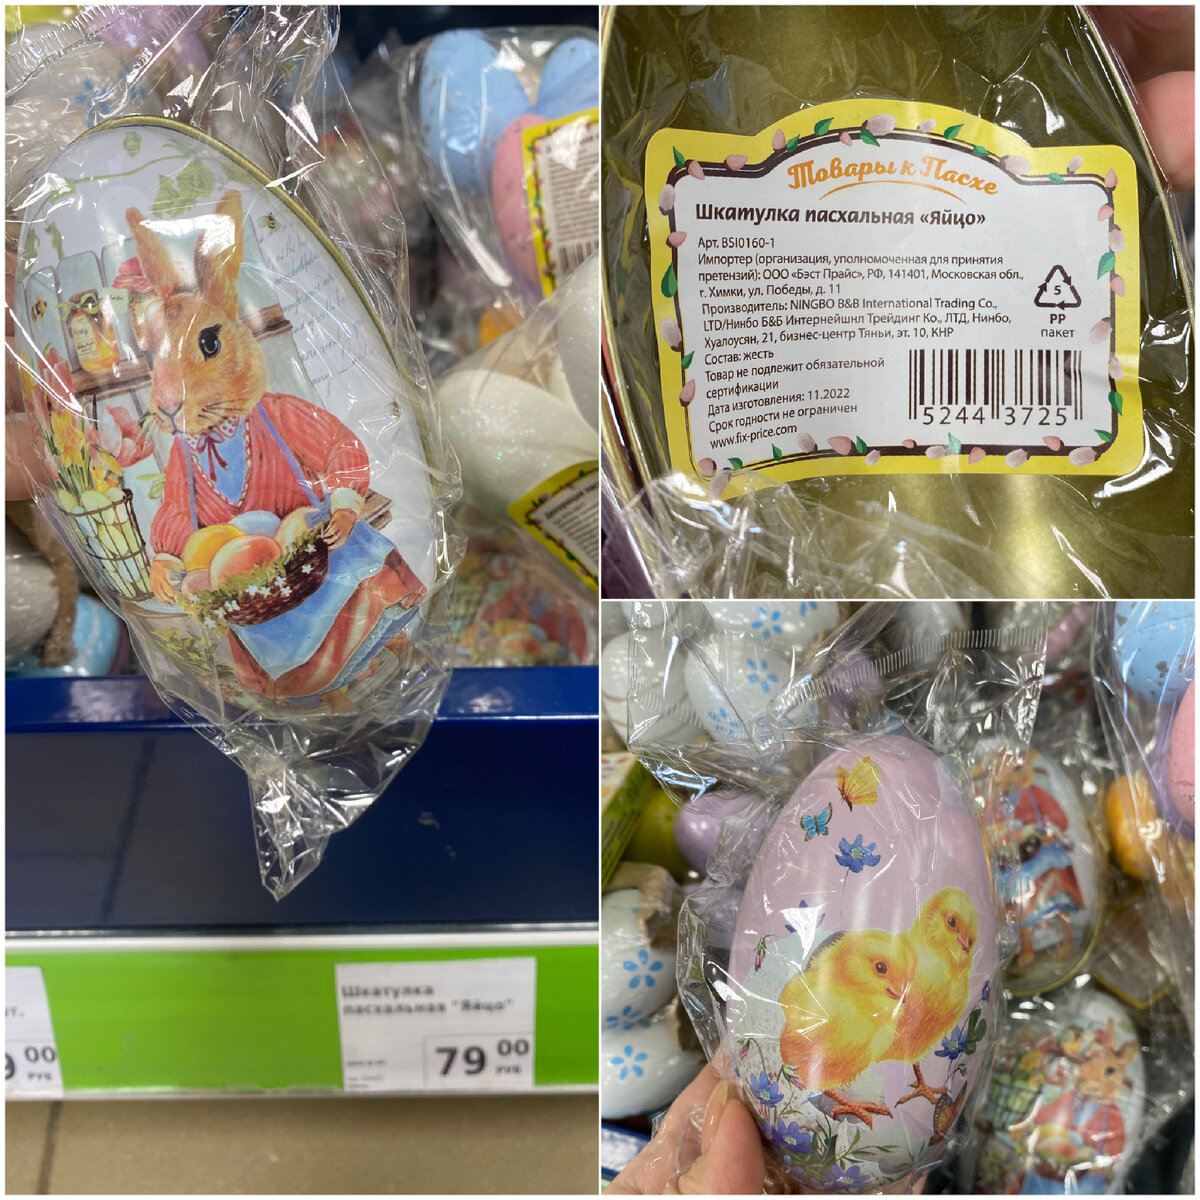 Шкатулка
пасхальная "Яйцо"
79 00
РУБ
00
РУБ
Товары к Пасхе
Шкатулка пасхальная «Яйцо»
Арт. BSI0160-1
Импортер (организация, уполномоченная для принятия
претензий): ООО «Бэст Прайс», РФ, 141401, Московская обл.,
г. Химки, ул. Победы, д. 11
Производитель: NINGBO B&B International Trading Co.,
LTD/Нинбо Б&Б Интернейшнл Трейдинг Ко., ЛТД, Нинбо,
Хуалоусян, 21, бизнес-центр Тяньи, эт. 10, КНР
Состав: жесть
Товар не подлежит обязательной
сертификации
Дата изготовления: 11.2022
Срок годности не ограничен
www.fix-price.com
5
PP
пакет
5244 3725